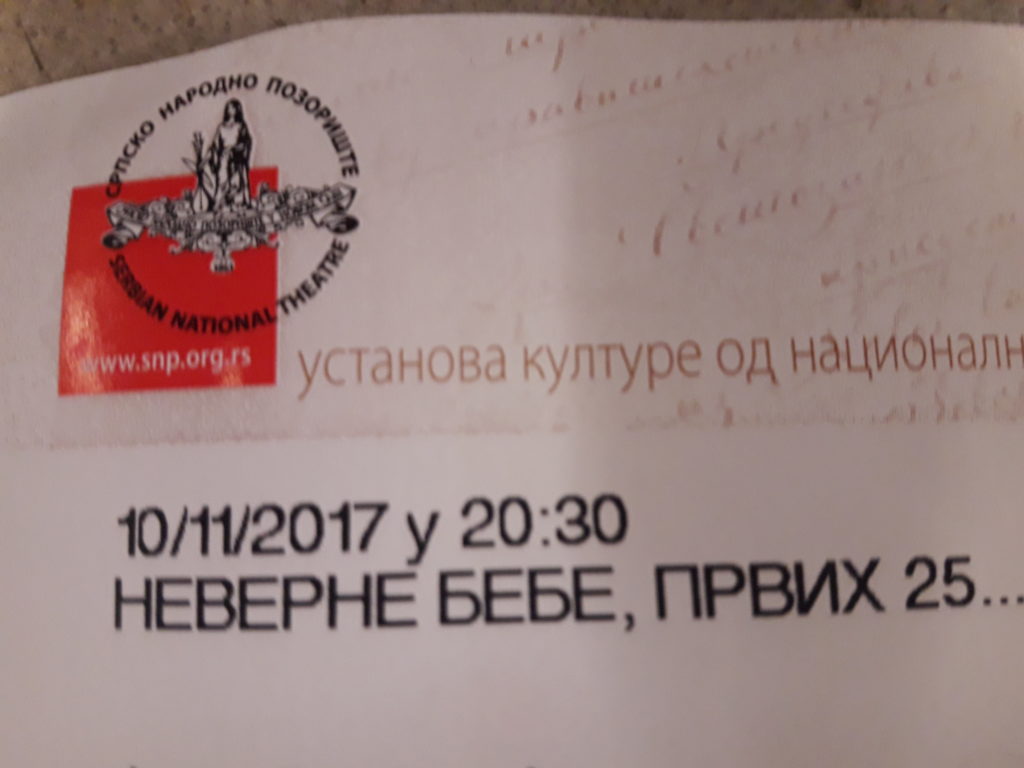 СРПСКО НАРОДНО ПОЗОРИШТЕ
SERBIAN NATIONAL THEATRE
www.snp.org.rs
установа културе од национално
10/11/2017 у 20:30
НЕВЕРНЕ БЕБЕ, ПРВИХ 25...